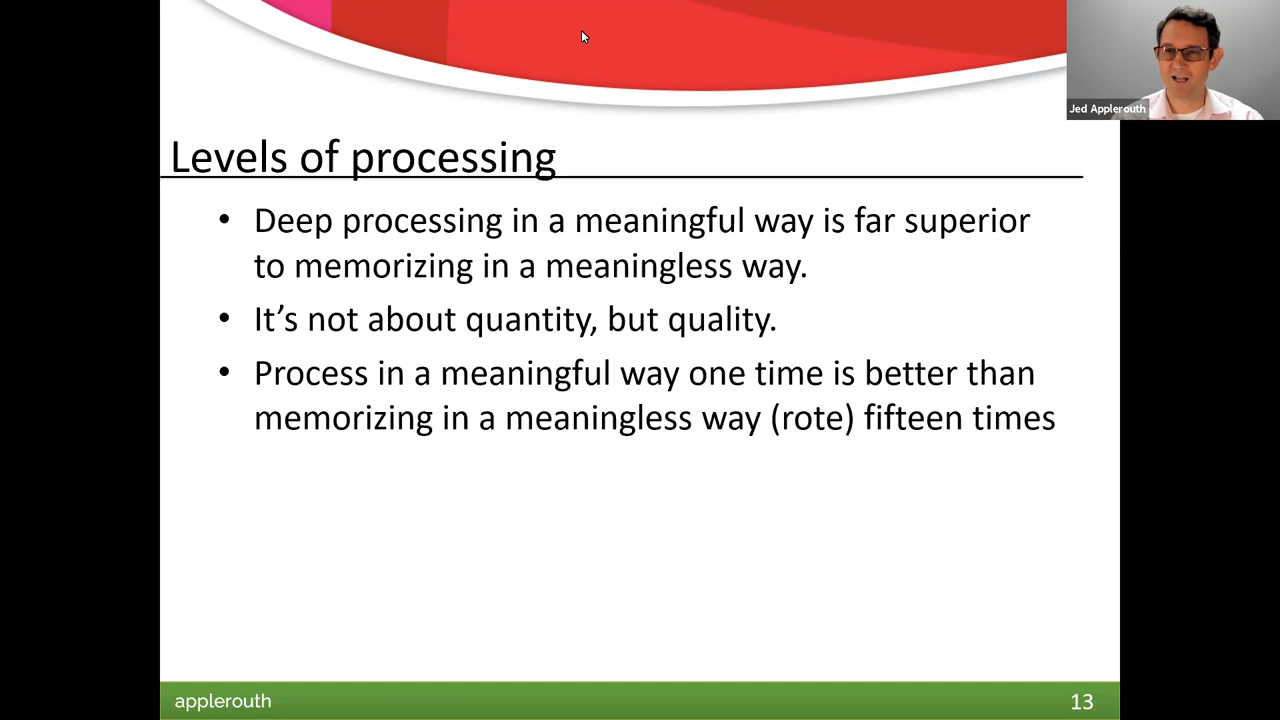 Jed Applerouth
Levels of processing
• Deep processing in a meaningful way is far superior
to memorizing in a meaningless way.
• It’s not about quantity, but quality.
• Process in a meaningful way one time is better than
memorizing in a meaningless way (rote) fifteen times
applerouth
13